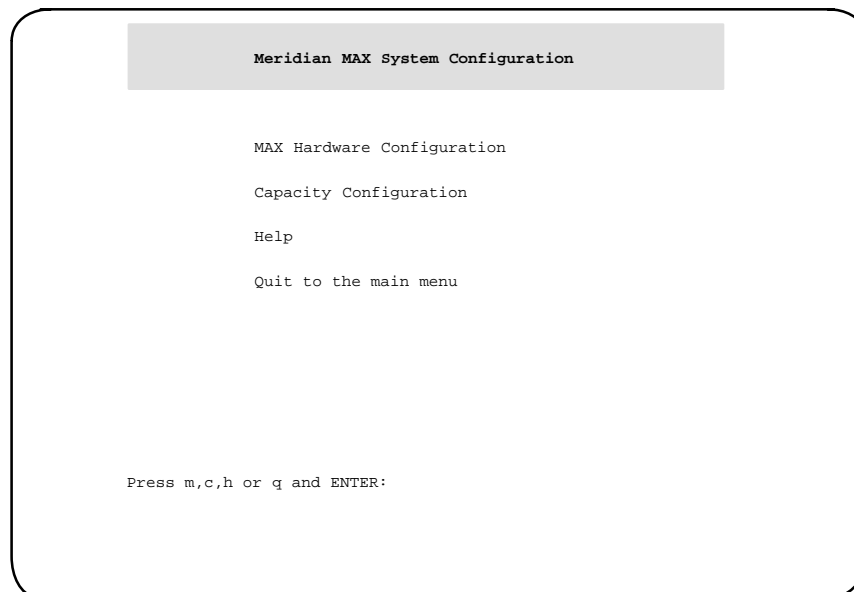 Meridian MAX System Configuration
MAX Hardware Configuration
Capacity Configuration
Help
Quit to the main menu
Press m,c,h or q and ENTER: